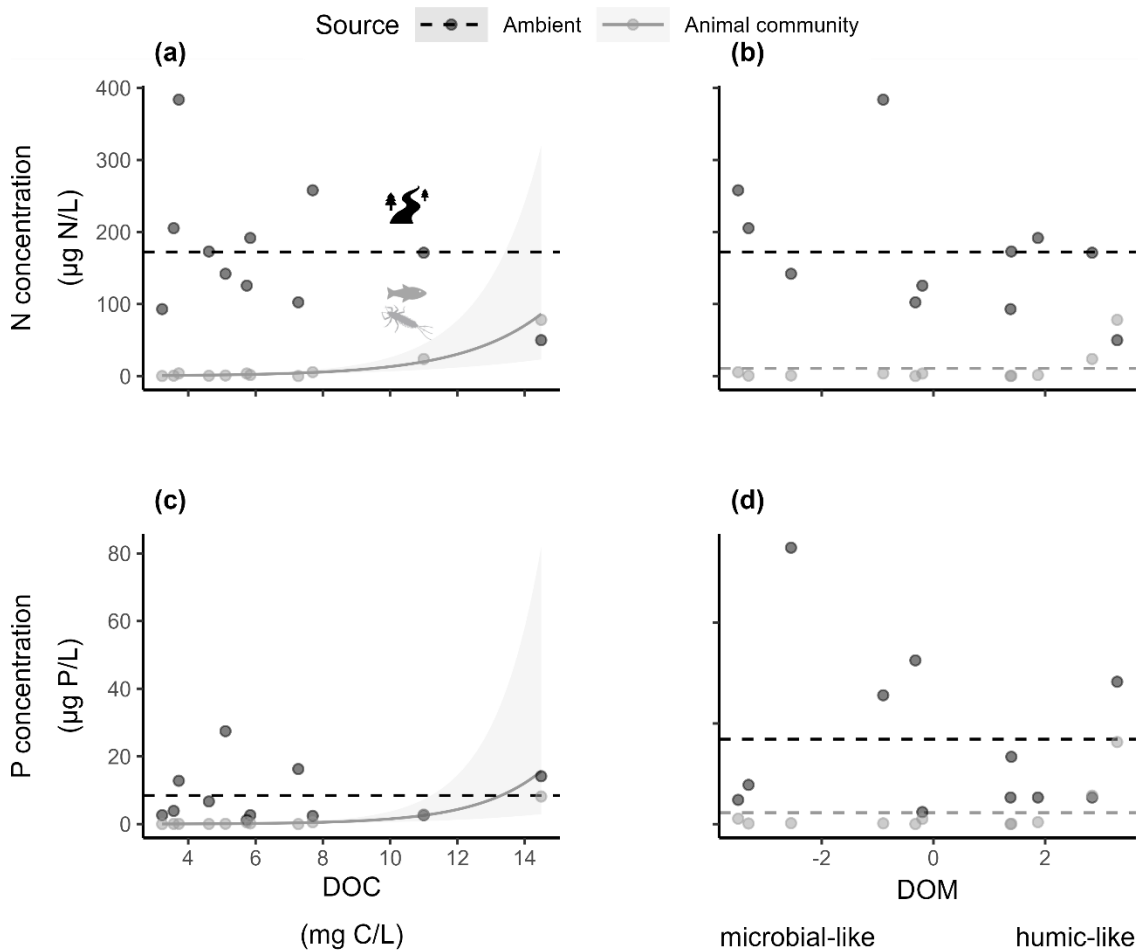 Source Ambient Animal community
(a)
(b)
N concentration
(µg N/L)
400
300
200
100
0
(c)
(d)
P concentration
(µg P/L)
80
60
40
20
0
4 6 8 10 12 14
-2 0 2
DOC
DOM
(mg C/L)
microbial-like humic-like